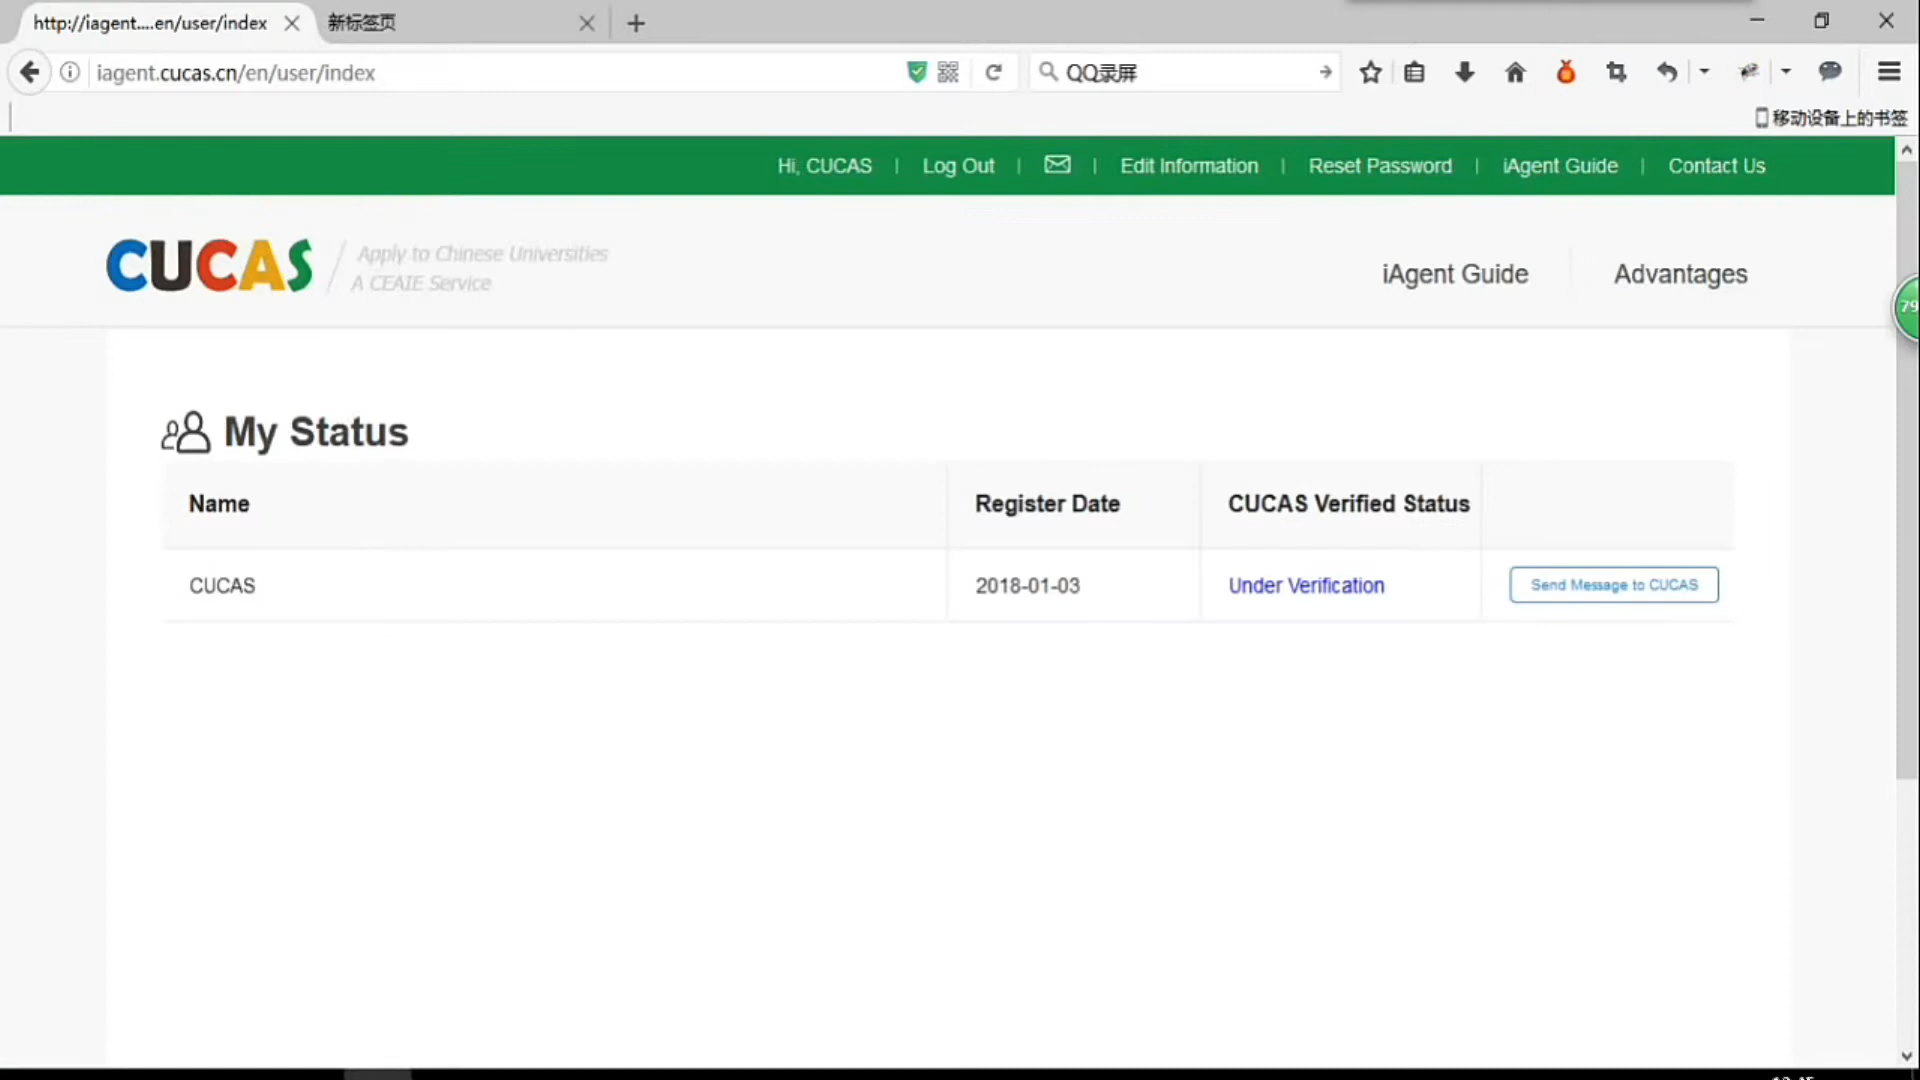 http://iagent....en/user/index
新标签页
iagent.cucas.cn/en/user/index
QQ录屏
移动设备上的书签
Hi, CUCAS | Log Out | | Edit Information | Reset Password | iAgent Guide | Contact Us
CUCAS
Apply to Chinese Universities
A CEAIE Service
iAgent Guide
Advantages
79
My Status
Name Register Date CUCAS Verified Status
CUCAS 2018-01-03 Under Verification Send Message to CUCAS